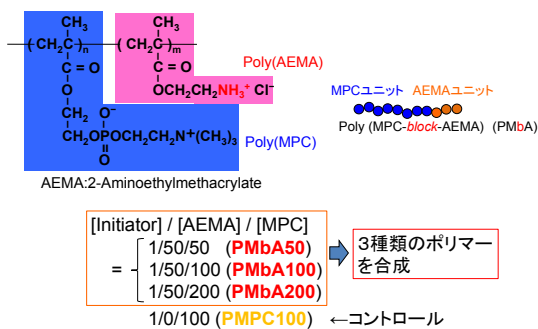 CH₃ CH₃
—(CH₂C)n—(CH₂C)m—
C = O C = O
O OCH₂CH₂NH₃⁺ Cl⁻
Poly(AEMA)
CH₂ O⁻
CH₂OPOCH₂CH₂N⁺(CH₃)₃
O
Poly(MPC)
AEMA:2-Aminoethylmethacrylate
MPCユニット AEMAユニット
Poly (MPC-block-AEMA) (PMbA)
[Initiator] / [AEMA] / [MPC]
1/50/50 (PMbA50)
= 1/50/100 (PMbA100)
1/50/200 (PMbA200)
3種類のポリマー
を合成
1/0/100 (PMPC100) ←コントロール